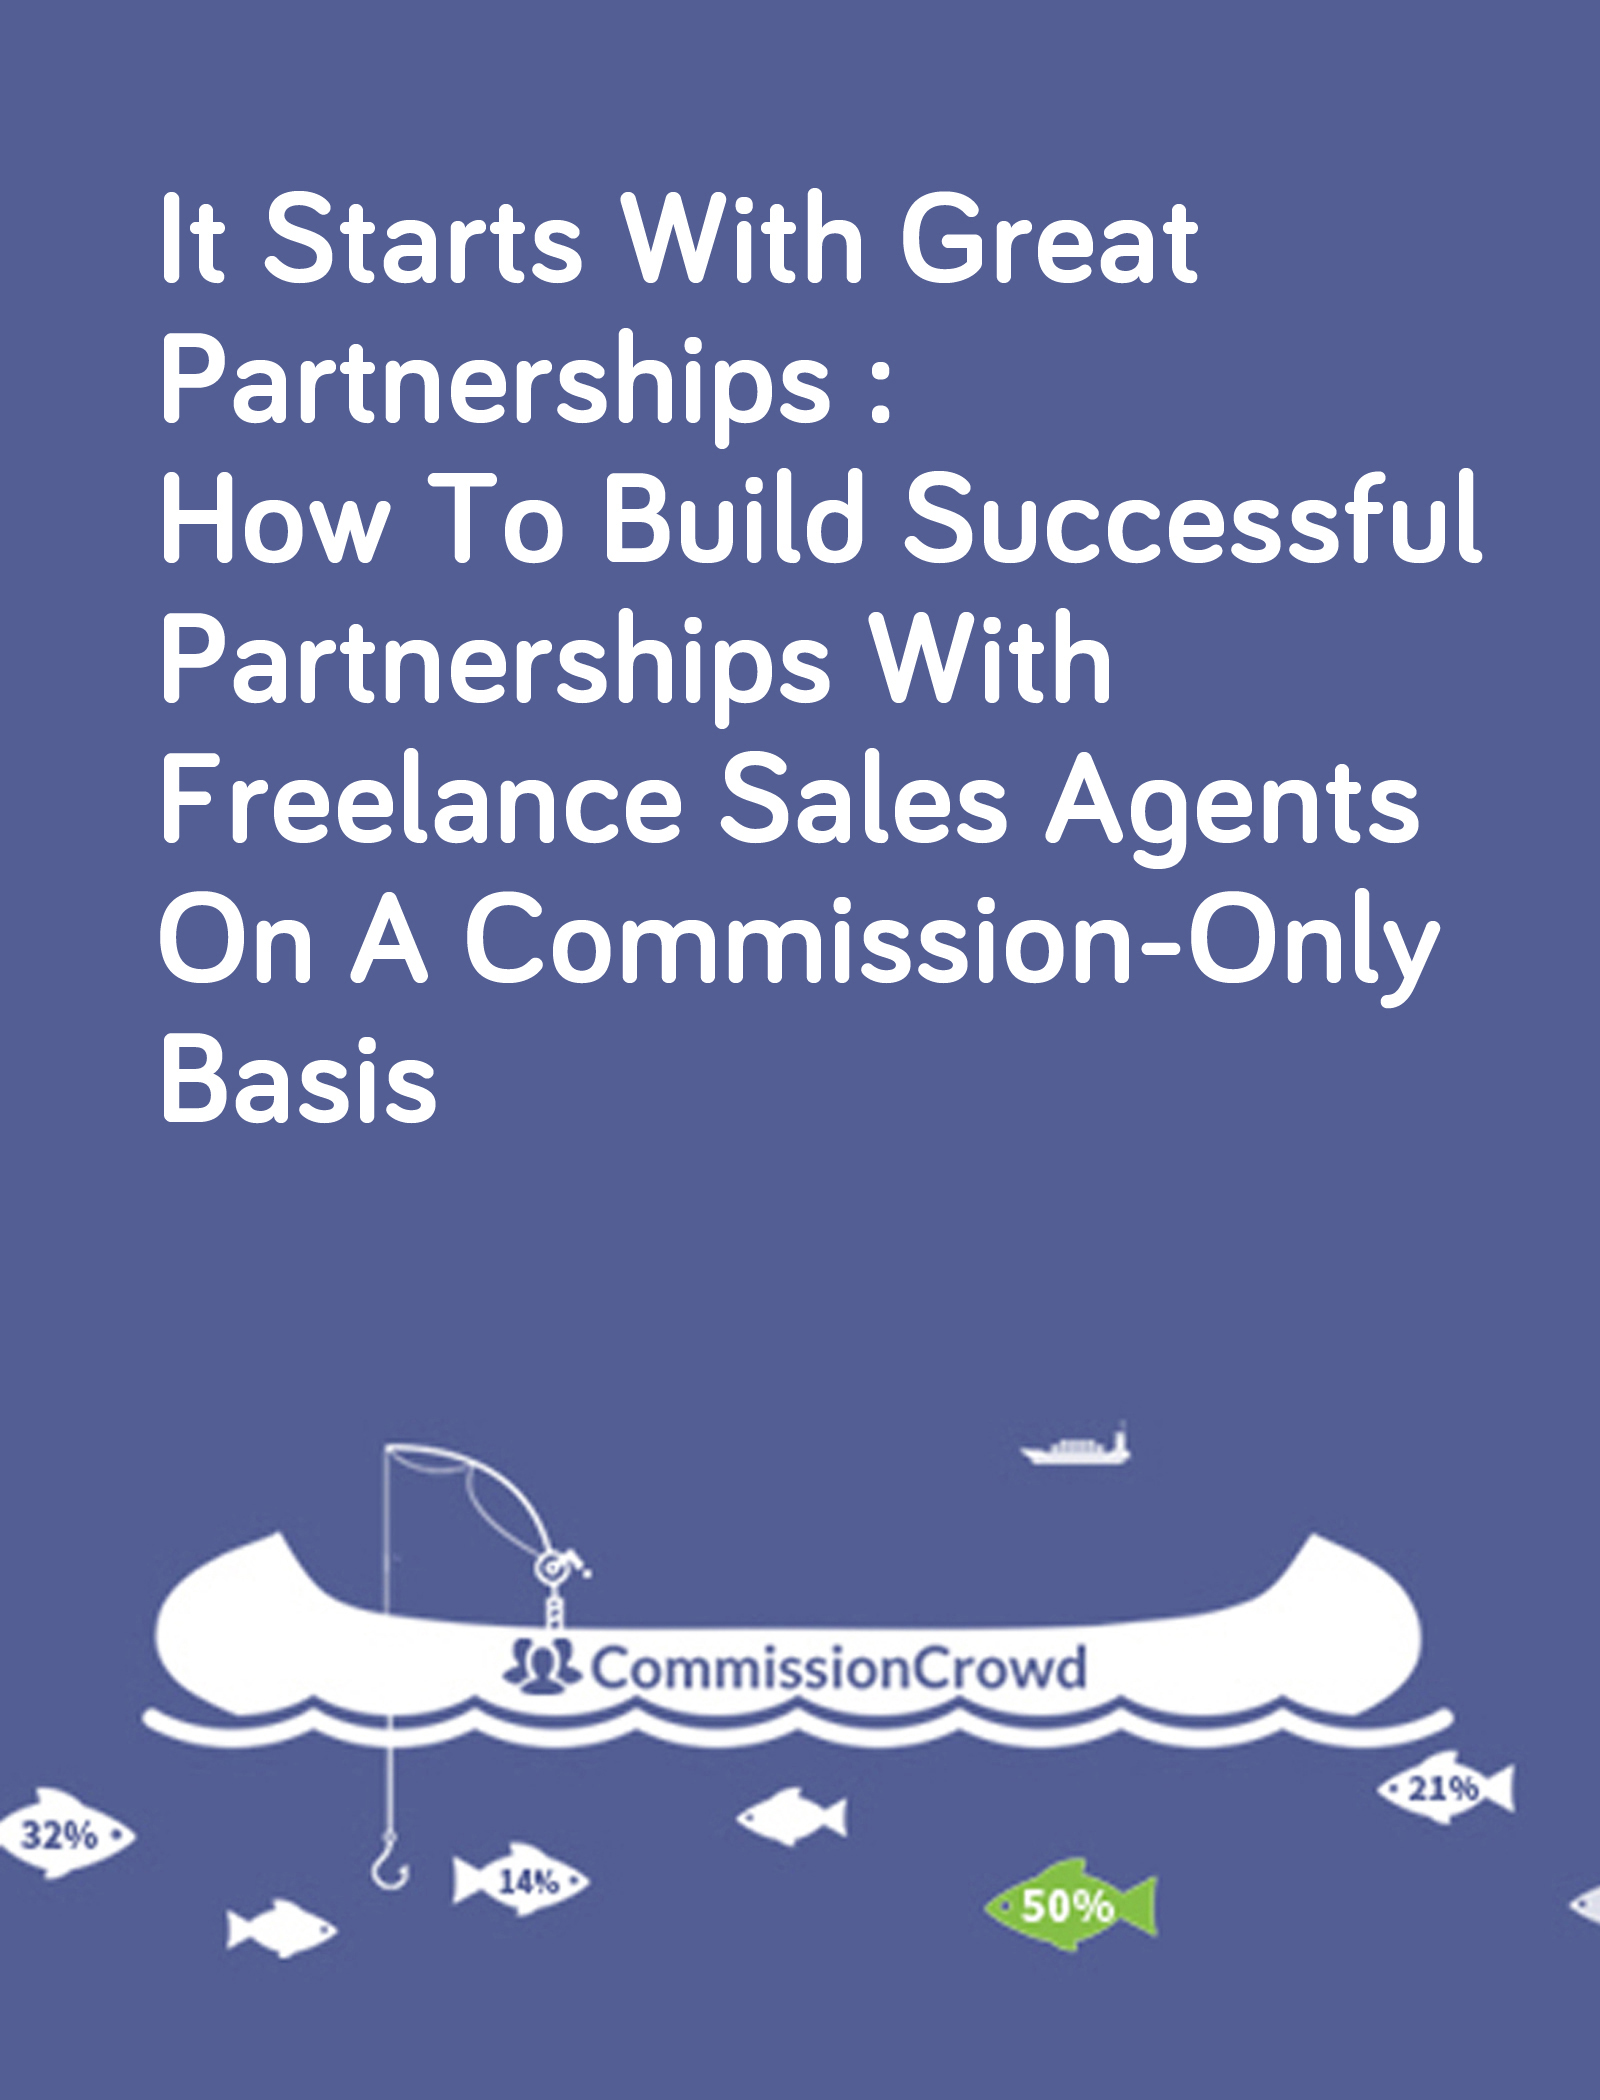 It Starts With Great
Partnerships :
How To Build Successful
Partnerships With
Freelance Sales Agents
On A Commission-Only
Basis
CommissionCrowd
21%
32%
14%
50%